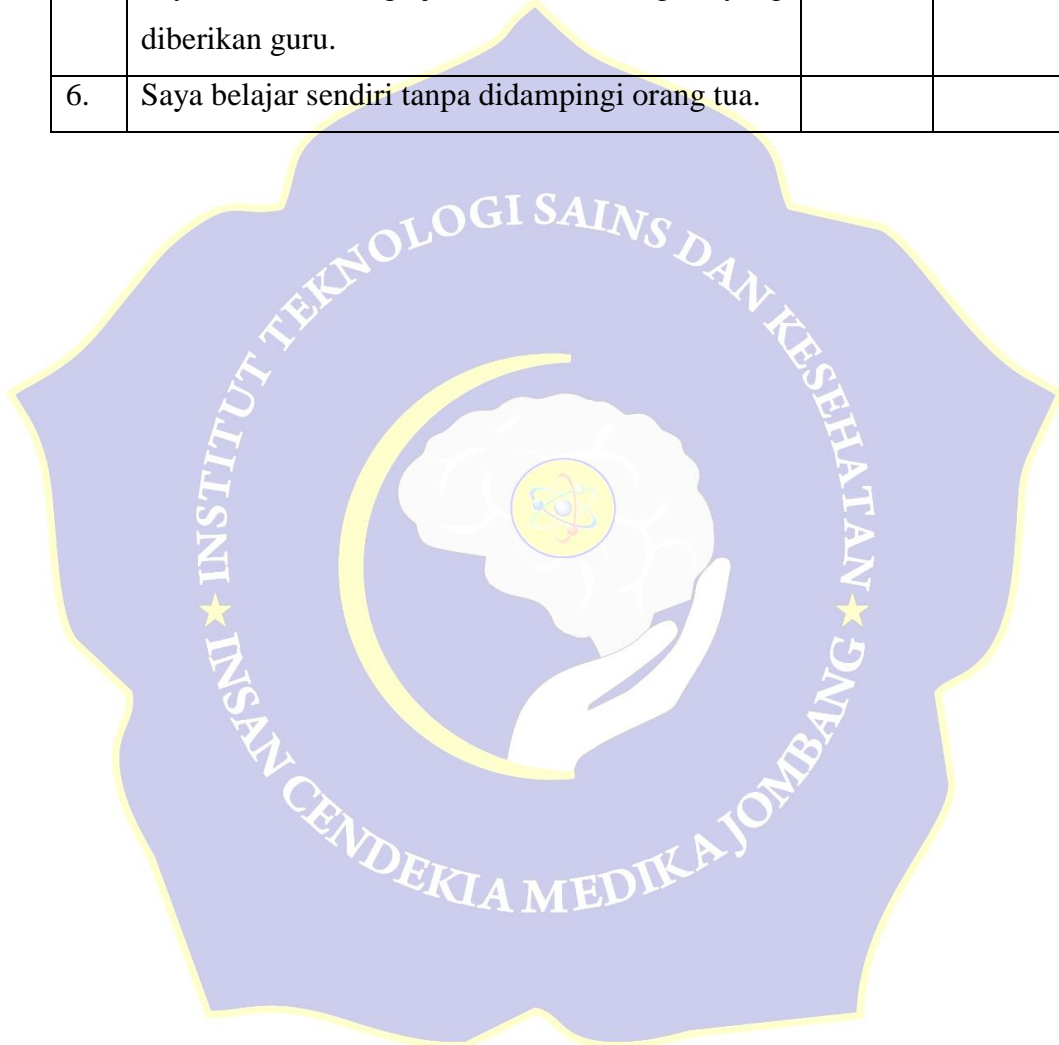 diberikan guru.
6. Saya belajar sendiri tanpa didampingi orang tua.
INSTITUT TEKNOLOGI SAINS DAN KESEHATAN
INSAN CENDEKIA MEDIKA JOMBANG